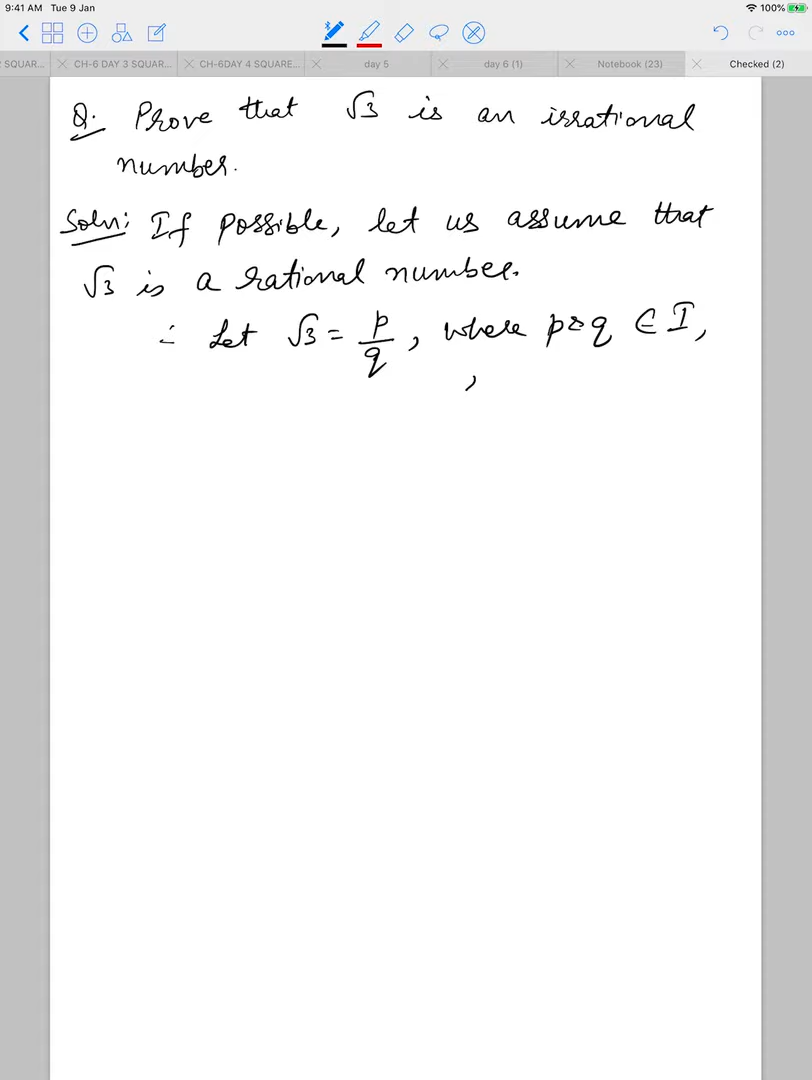 9:41 AM Tue 9 Jan
100%
SQUAR...
CH-6 DAY 3 SQUAR...
CH-6DAY 4 SQUARE...
day 5
day 6 (1)
Notebook (23)
Checked (2)
Q. Prove that √3 is an irrational
number.
Soln: If possible, let us assume that
√3 is a rational number.
∴ Let √3 = p/q, where p & q ∈ I,
,